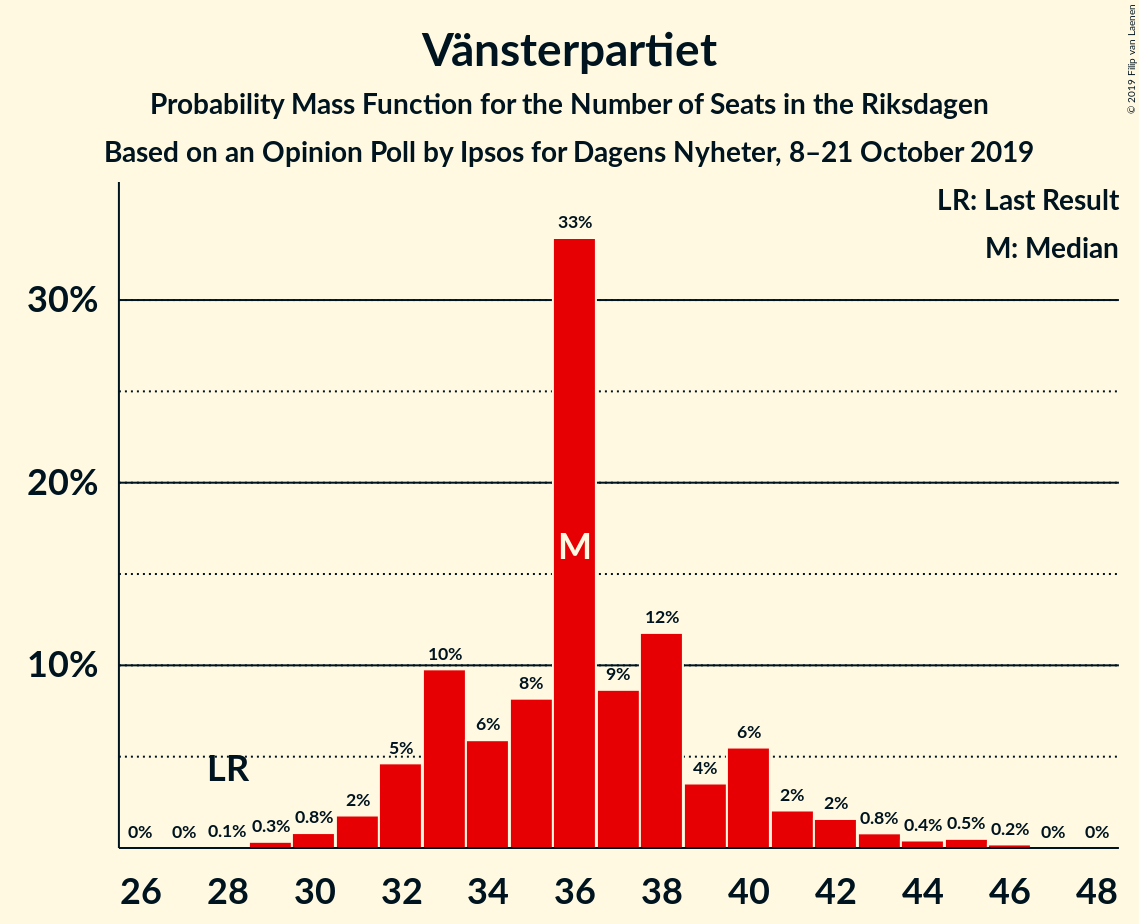 Vänsterpartiet
Probability Mass Function for the Number of Seats in the Riksdagen
Based on an Opinion Poll by Ipsos for Dagens Nyheter, 8–21 October 2019
© 2019 Filip van Laenen
LR: Last Result
M: Median
30%
20%
10%
0% 0% 0.1% 0.3% 0.8% 2% 5% 10% 6% 8% 33% 9% 12% 4% 6% 2% 2% 0.8% 0.4% 0.5% 0.2% 0% 0%
LR
M
26 28 30 32 34 36 38 40 42 44 46 48